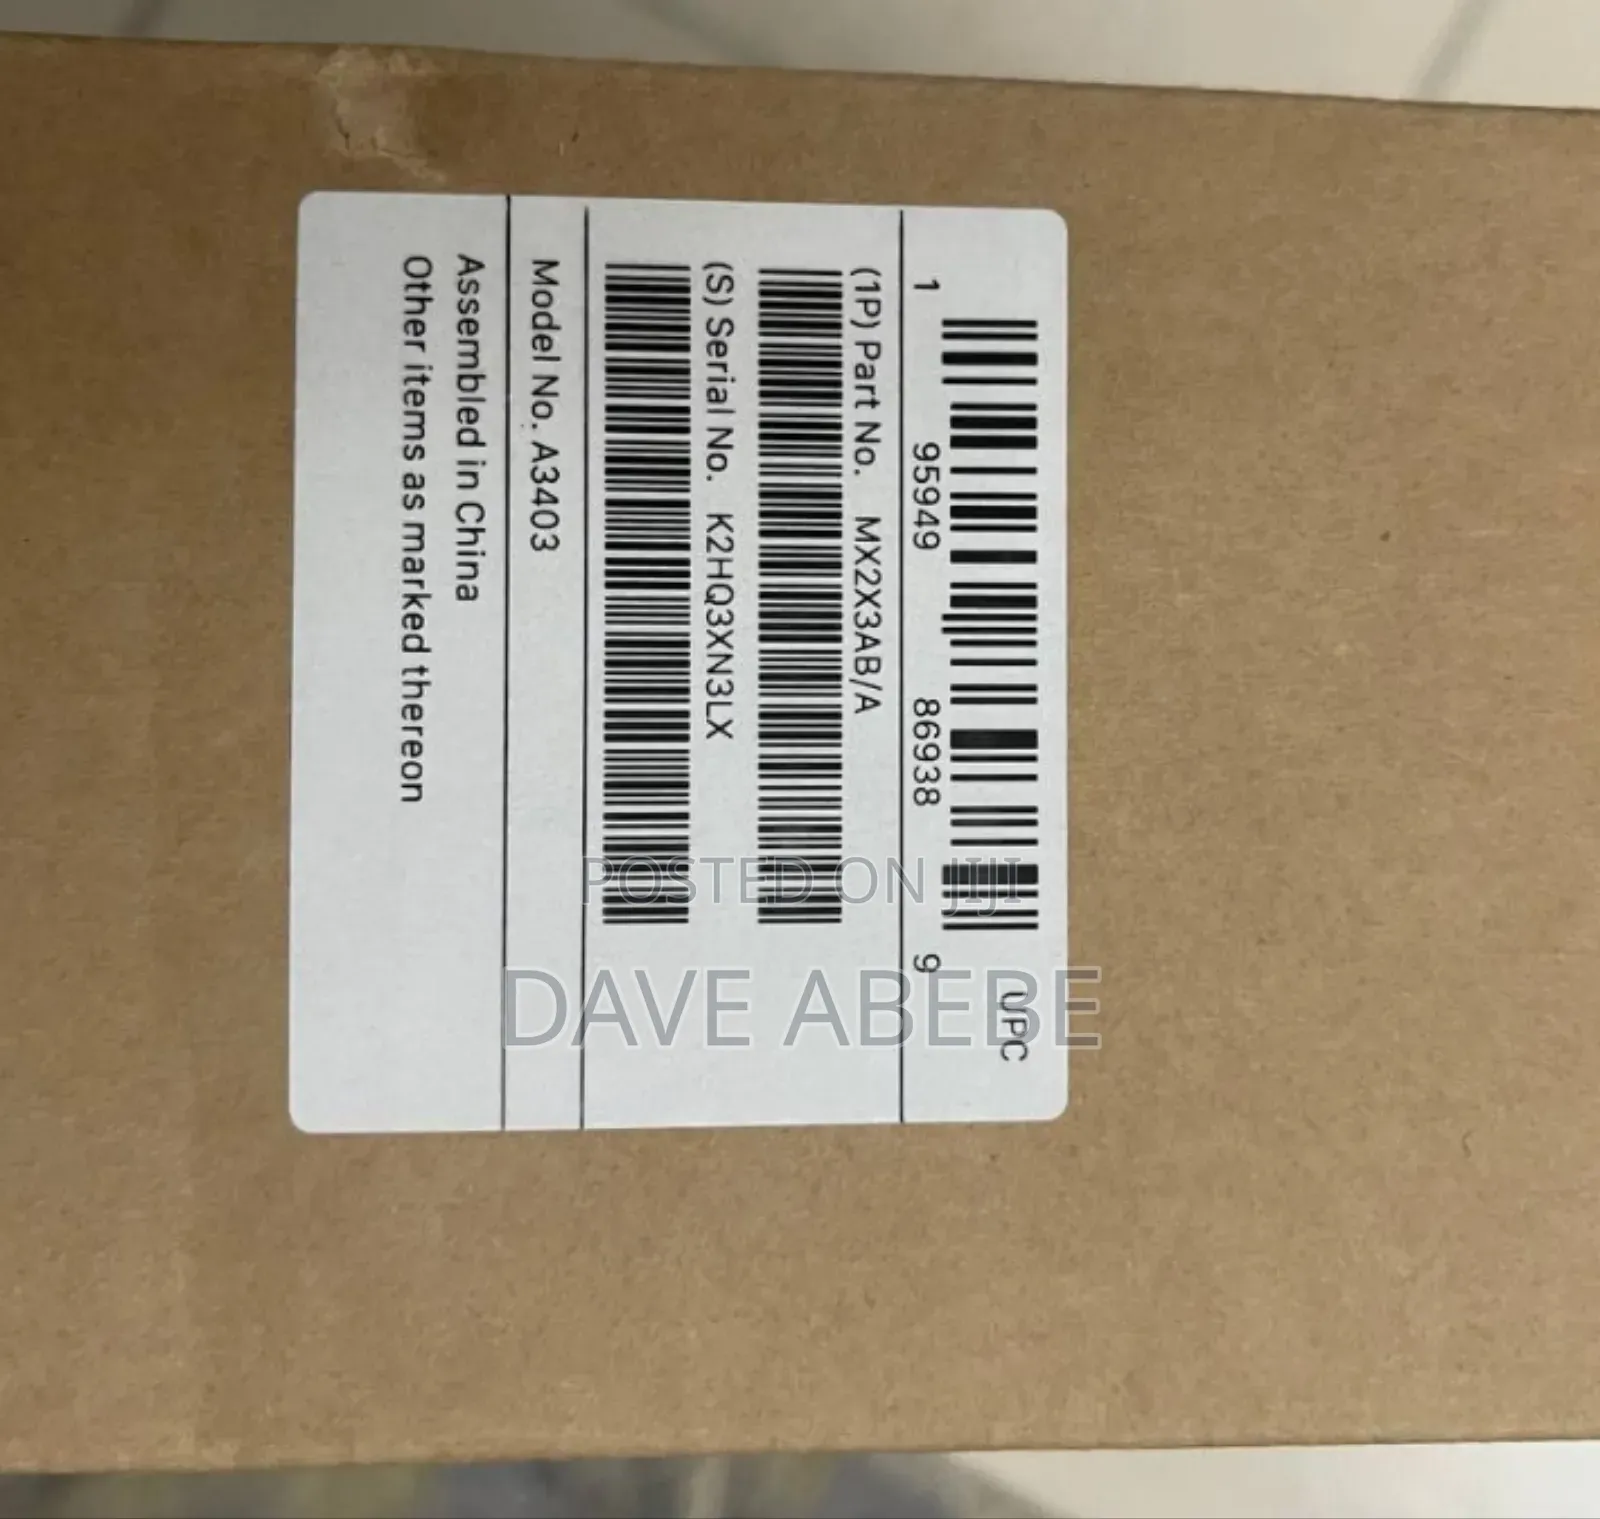 1 95949 86938 9 UPC
(1P) Part No. MX2X3AB/A
(S) Serial No. K2HQ3XN3LX
Model No. A3403
Assembled in China
Other items as marked thereon
POSTED ON JIJI
DAVE ABEBE